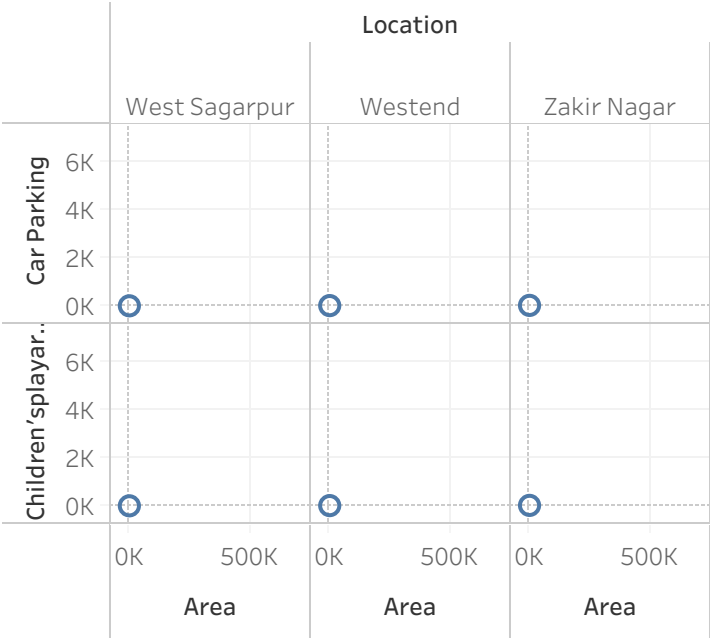 Location
West Sagarpur Westend Zakir Nagar
Car Parking
6K
4K
2K
0K
Children'splayar..
6K
4K
2K
0K
0K 500K 0K 500K 0K 500K
Area Area Area